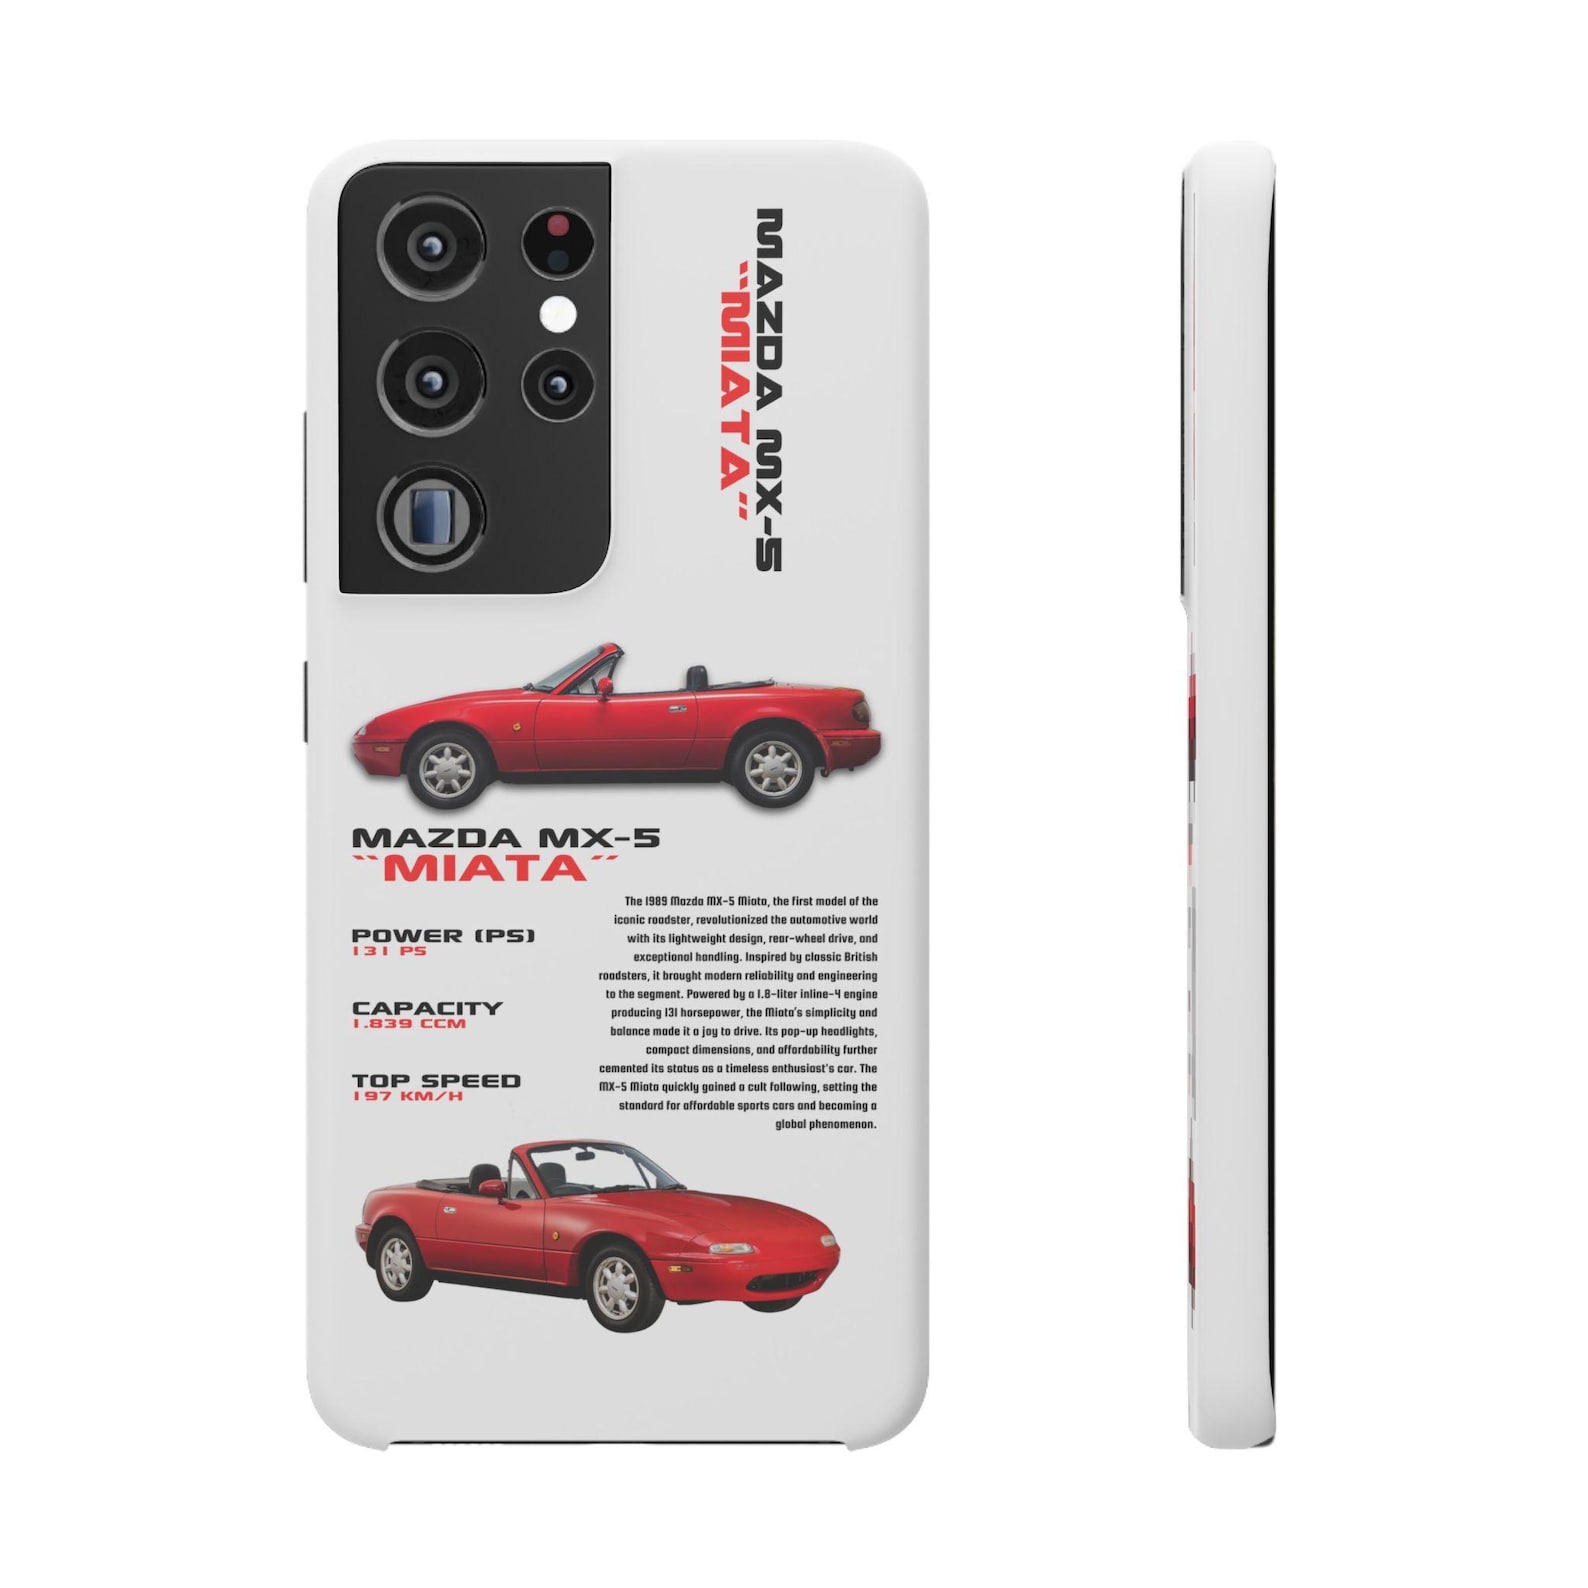 MAZDA MX-5
"MIATA"
MAZDA MX-5
"MIATA"
POWER (PS)
131 PS
CAPACITY
1.839 CCM
TOP SPEED
197 KM/H
The 1989 Mazda MX-5 Miata, the first model of the
iconic roadster, revolutionized the automotive world
with its lightweight design, rear-wheel drive, and
exceptional handling. Inspired by classic British
roadsters, it brought modern reliability and engineering
to the segment. Powered by a 1.8-liter inline-4 engine
producing 131 horsepower, the Miata's simplicity and
balance made it a joy to drive. Its pop-up headlights,
compact dimensions, and affordability further
cemented its status as a timeless enthusiast's car. The
MX-5 Miata quickly gained a cult following, setting the
standard for affordable sports cars and becoming a
global phenomenon.